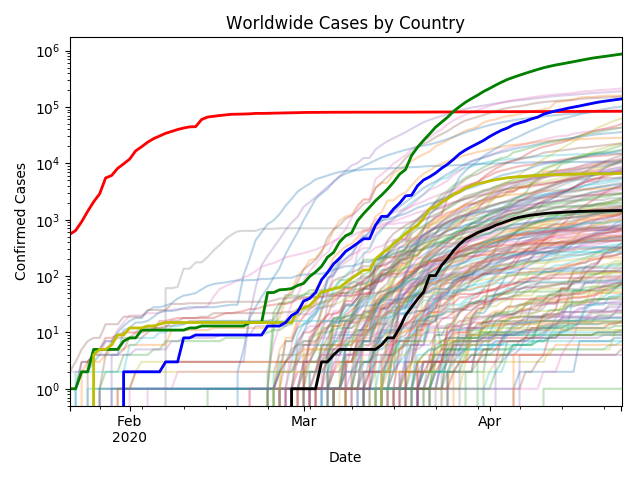 Worldwide Cases by Country
Confirmed Cases
10⁶
10⁵
10⁴
10³
10²
10¹
10⁰
Feb
2020
Mar
Apr
Date